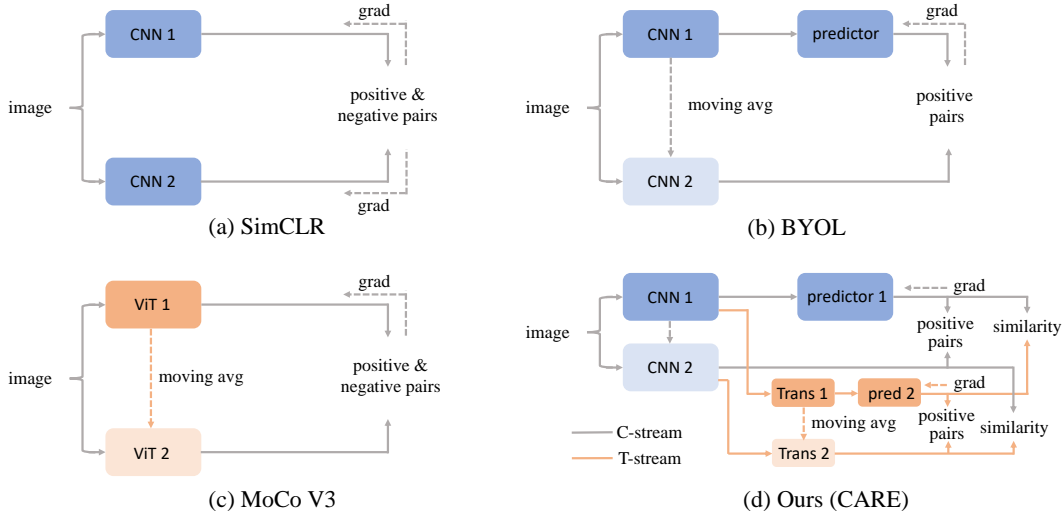 grad
CNN 1
image
positive &
negative pairs
CNN 2
grad
(a) SimCLR
grad
CNN 1
predictor
image
moving avg
positive
pairs
CNN 2
(b) BYOL
grad
ViT 1
image
moving avg
positive &
negative pairs
ViT 2
(c) MoCo V3
grad
CNN 1
predictor 1
image
positive
pairs
similarity
CNN 2
grad
Trans 1
pred 2
moving avg
positive
pairs
similarity
C-stream
T-stream
Trans 2
(d) Ours (CARE)